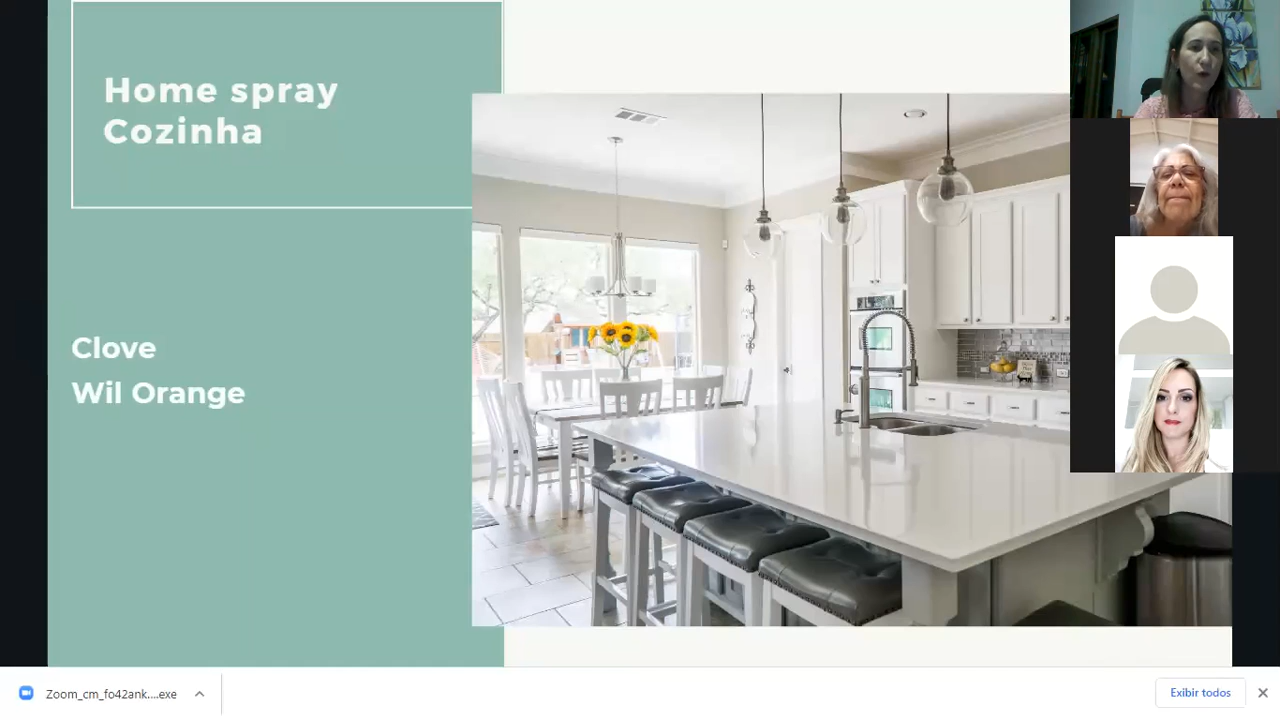 Home spray
Cozinha
Clove
Wil Orange
Zoom_cm_fo42ank....exe
Exibir todos